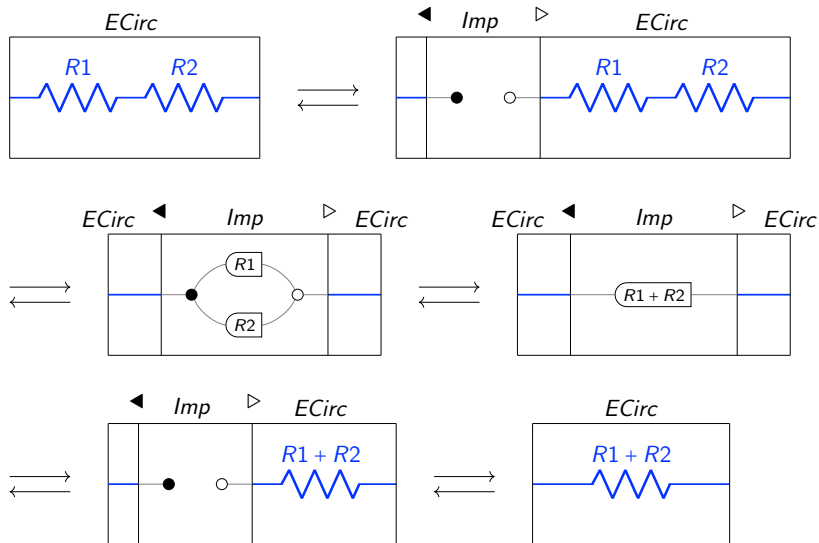 ECirc
R1 R2
Imp ECirc
R1 R2
ECirc Imp ECirc
R1
R2
ECirc Imp ECirc
R1 + R2
Imp ECirc
R1 + R2
ECirc
R1 + R2